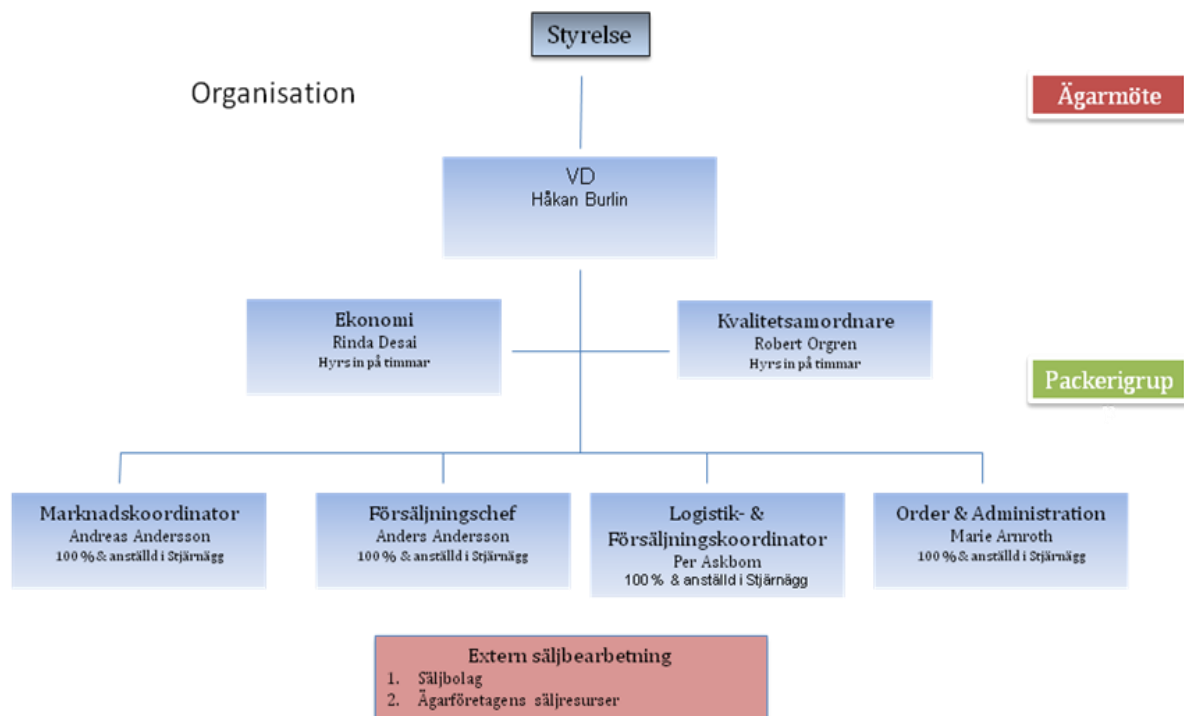 Styrelse
Organisation
Ägarmöte
VD
Håkan Burlin
Ekonomi
Rinda Desai
Hyrs in på timmar
Kvalitetsamordnare
Robert Orgren
Hyrs in på timmar
Packerigrup
Marknadskoordinator
Andreas Andersson
100 % & anställd i Stjärnägg
Försäljningschef
Anders Andersson
100 % & anställd i Stjärnägg
Logistik- &
Försäljningskoordinator
Per Askbom
100 % & anställd i Stjärnägg
Order & Administration
Marie Arnroth
100 % & anställd i Stjärnägg
Extern säljbearbetning
1. Säljbolag
2. Ägarföretagens säljresurser